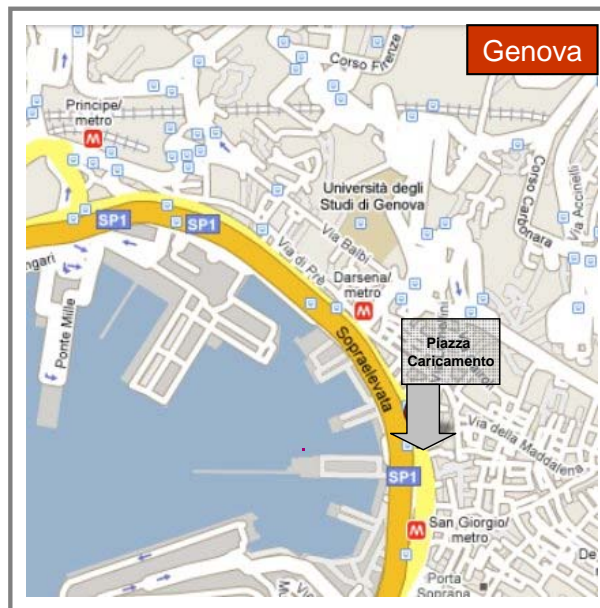 Genova
Corso Firenze
Principe/
metro
M
Università degli
Studi di Genova
Corso Carbonara
Via Accinelli
SP1
SP1
Via Balbi
Via di Prè
Darsena/
metro
M
Ponte Mille
Sopraelevata
Piazza
Caricamento
Via della Maddalena
SP1
M
San Giorgio/
metro
Porta
Soprana